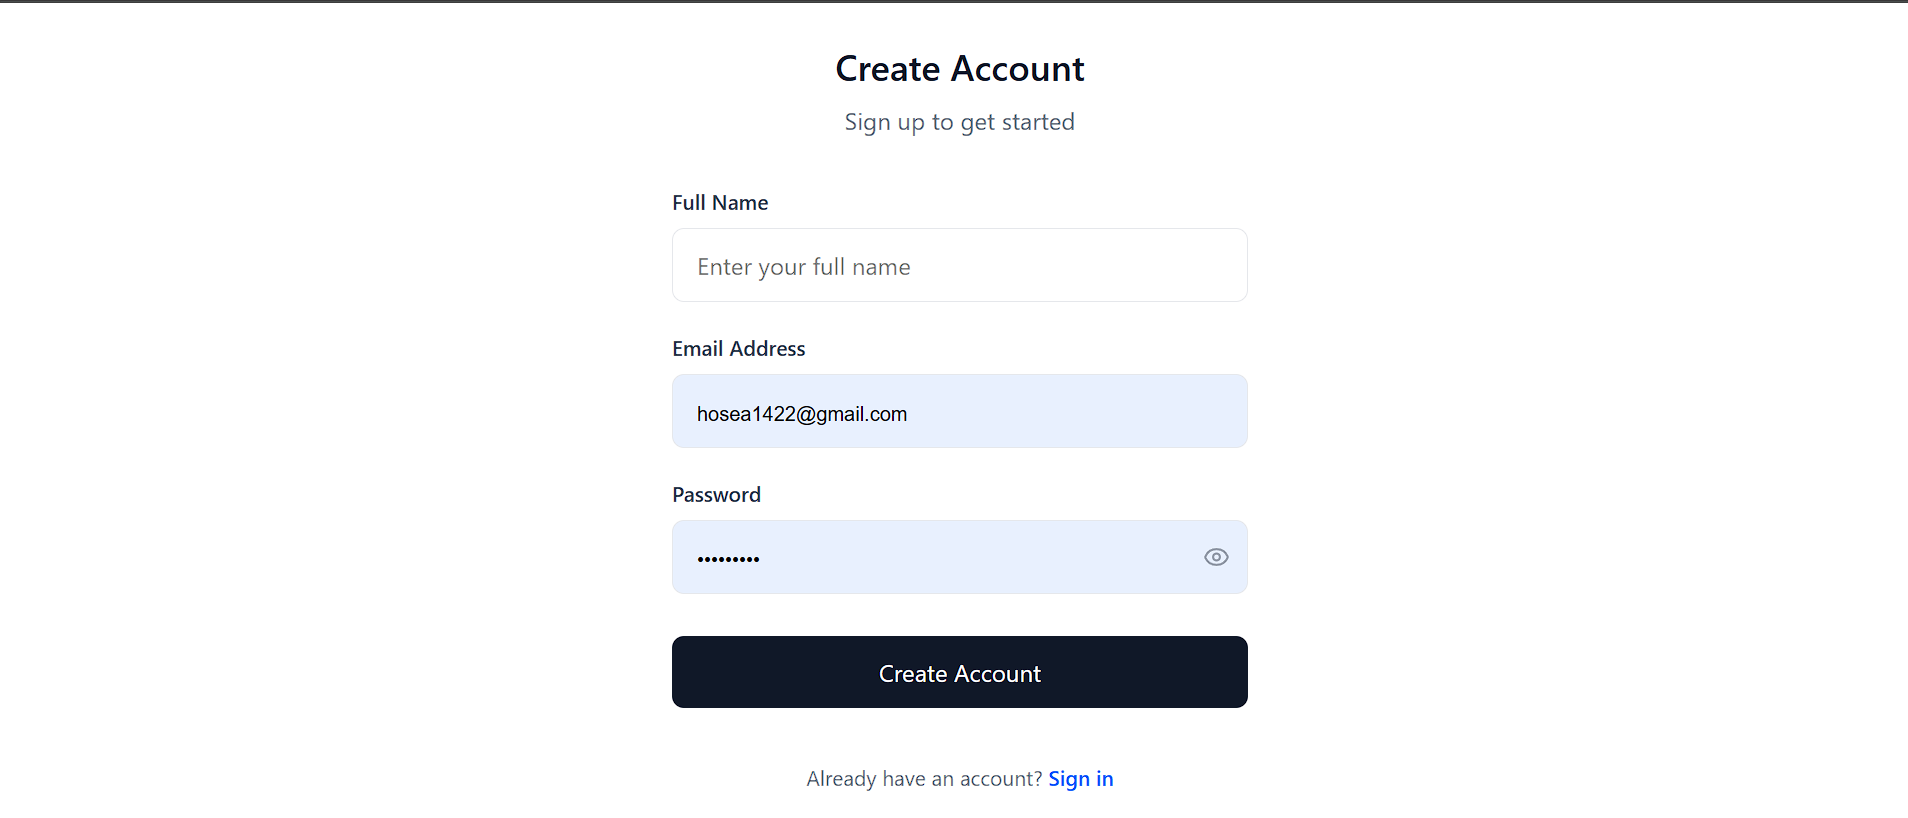 Create Account
Sign up to get started
Full Name
Enter your full name
Email Address
hosea1422@gmail.com
Password
•••••••••
Create Account
Already have an account? Sign in